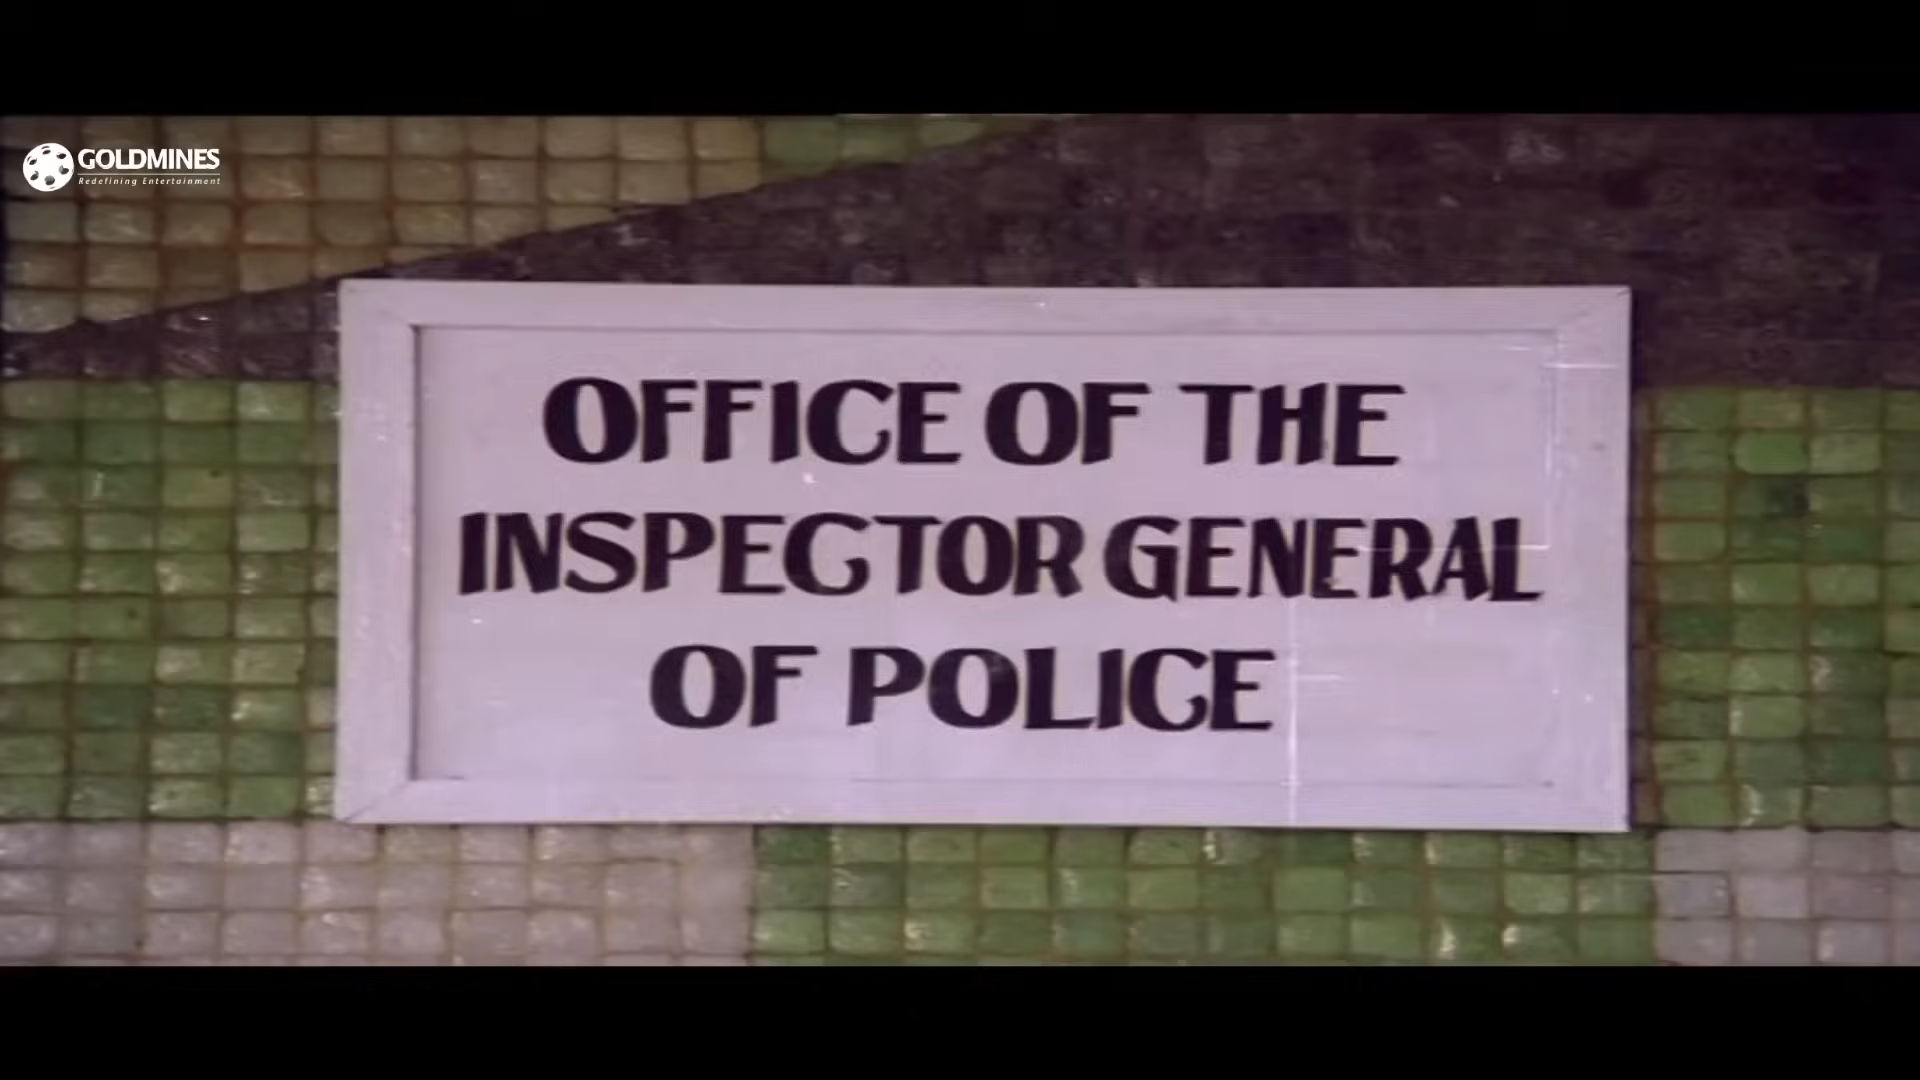 GOLDMINES
Redefining Entertainment
OFFICE OF THE
INSPECTOR GENERAL
OF POLICE